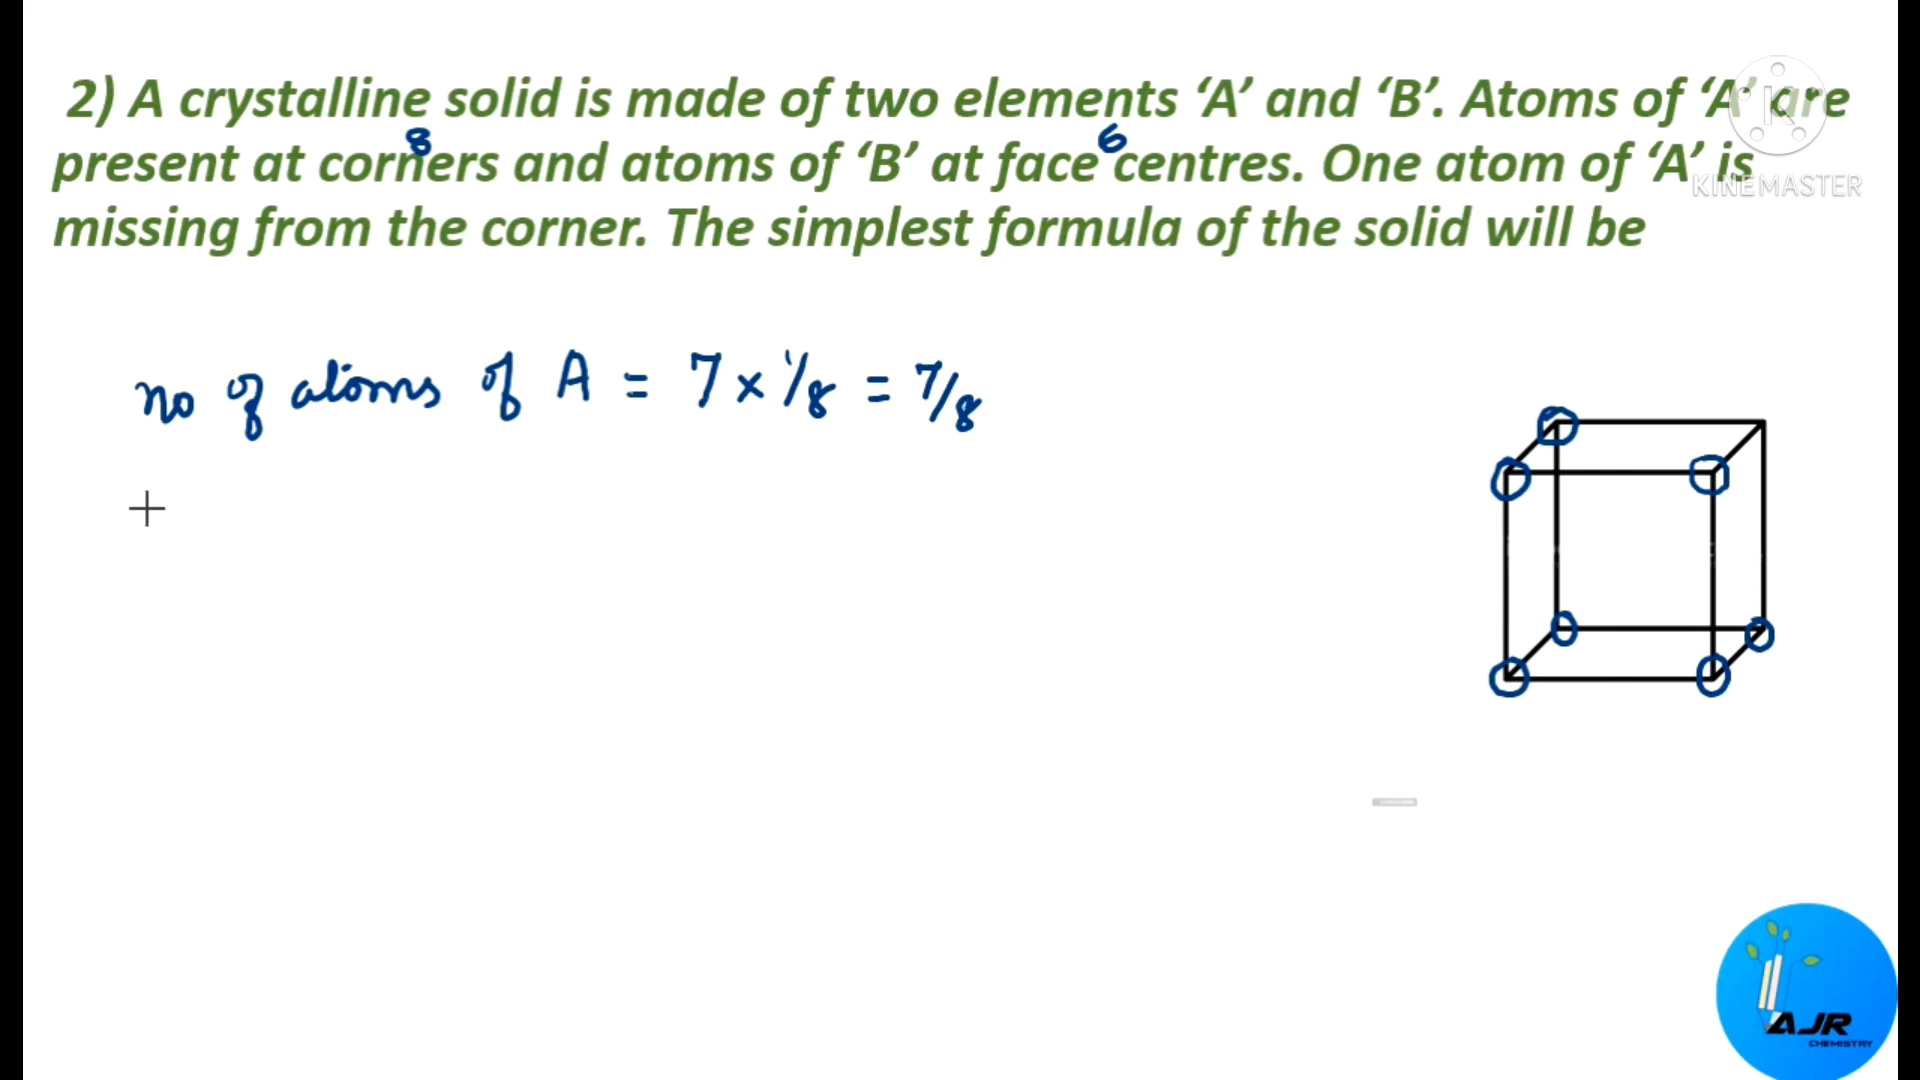 2) A crystalline solid is made of two elements ‘A’ and ‘B’. Atoms of ‘A’ are
8 6
present at corners and atoms of ‘B’ at face centres. One atom of ‘A’ is
KINEMASTER
missing from the corner. The simplest formula of the solid will be
no of atoms of A = 7 × 1/8 = 7/8
AJR
CHEMISTRY